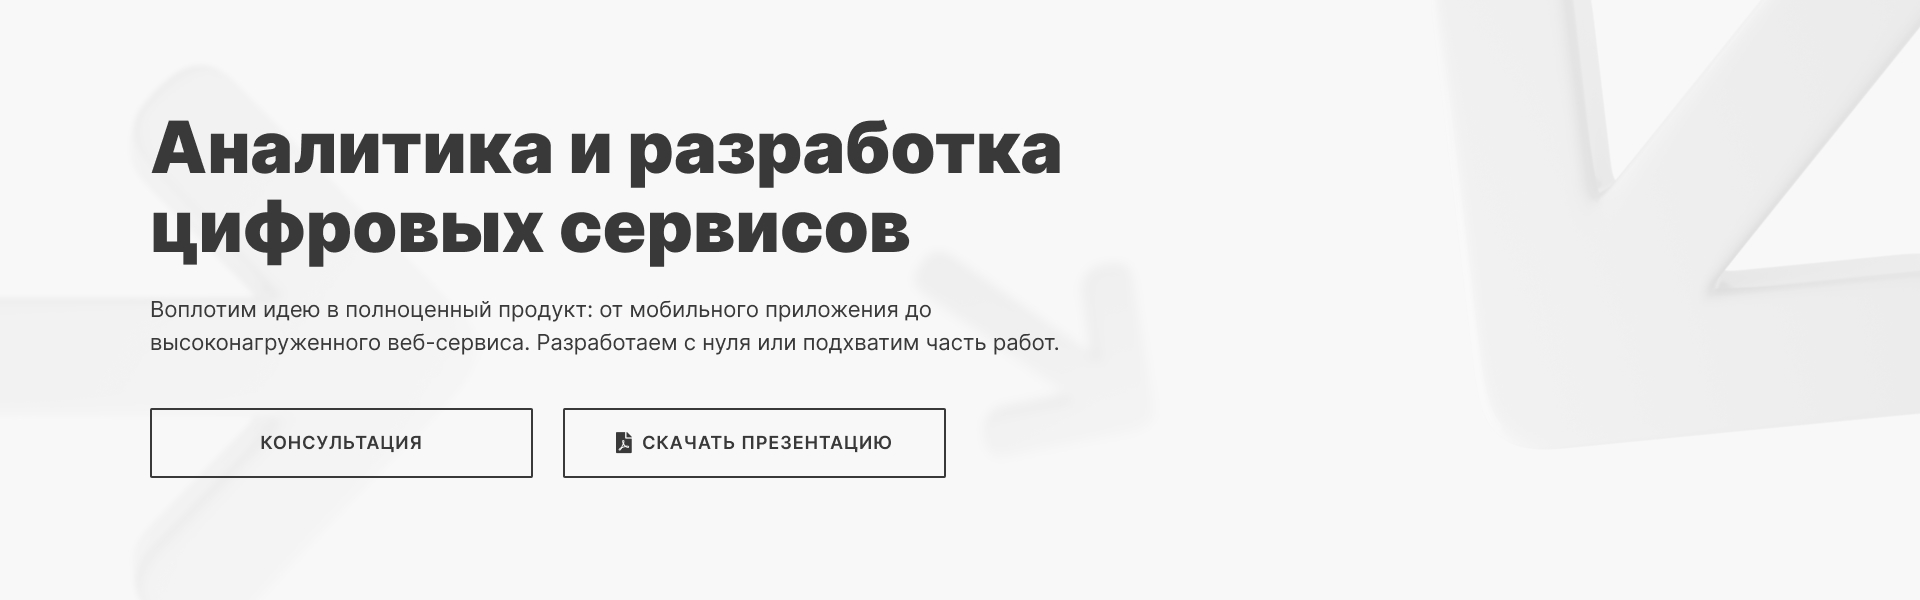 Аналитика и разработка
цифровых сервисов
Воплотим идею в полноценный продукт: от мобильного приложения до
высоконагруженного веб-сервиса. Разработаем с нуля или подхватим часть работ.
КОНСУЛЬТАЦИЯ
СКАЧАТЬ ПРЕЗЕНТАЦИЮ